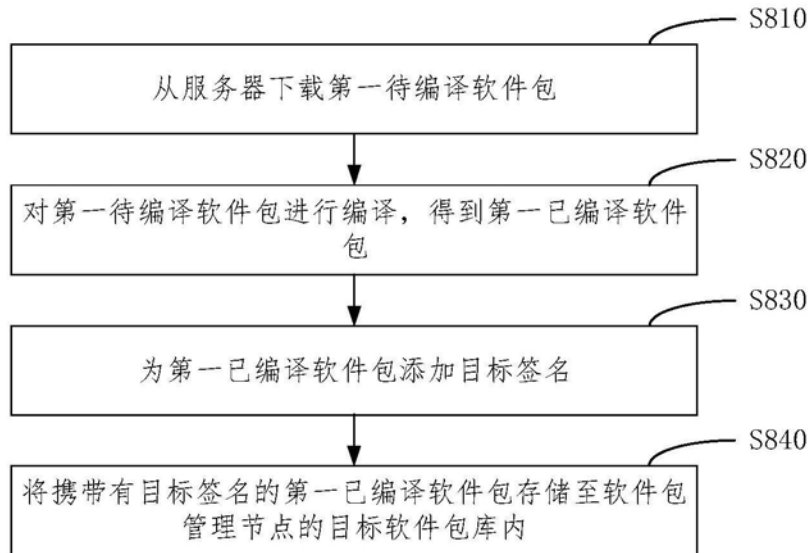 S810
从服务器下载第一待编译软件包
S820
对第一待编译软件包进行编译，得到第一已编译软件
包
S830
为第一已编译软件包添加目标签名
S840
将携带有目标签名的第一已编译软件包存储至软件包
管理节点的目标软件包库内